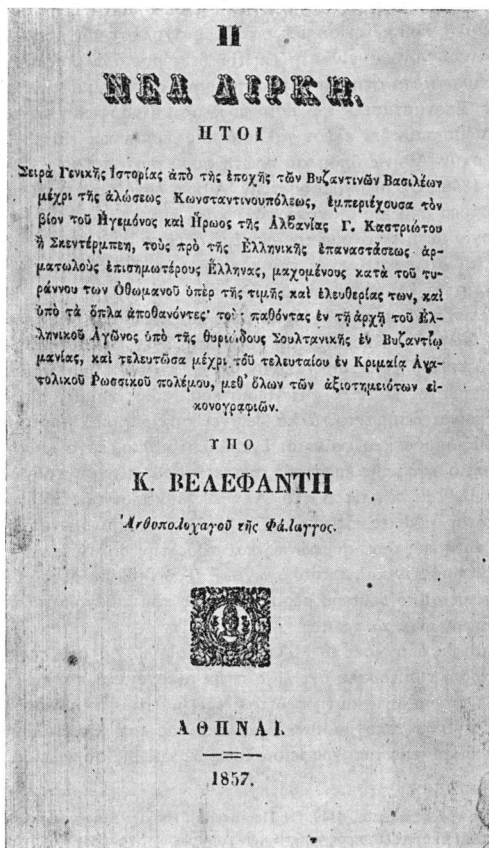 Η
ΝΕΑ ΔΙΡΚΗ,
ΗΤΟΙ
Σειρὰ Γενικῆς Ἱστορίας ἀπὸ τῆς ἐποχῆς τῶν Βυζαντινῶν Βασιλέων
μέχρι τῆς ἁλώσεως Κωνσταντινουπόλεως, ἐμπεριέχουσα τὸν
βίον τοῦ Ἡγεμόνος καὶ Ἥρωος τῆς Ἀλβανίας Γ. Καστριώτου
ἢ Σκεντέρμπεη, τοὺς πρὸ τῆς Ἑλληνικῆς ἐπαναστάσεως ἀρ-
ματωλοὺς ἐπισημωτέρους Ἕλληνας, μαχομένους κατὰ τοῦ τυ-
ράννου των Ὀθωμανοῦ ὑπὲρ τῆς τιμῆς καὶ ἐλευθερίας των, καὶ
ὑπὸ τὰ ὅπλα ἀποθανόντες· τοὺς παθόντας ἐν τῇ ἀρχῇ τοῦ Ἑλ-
ληνικοῦ Ἀγῶνος ὑπὸ τῆς θυριώδους Σουλτανικῆς ἐν Βυζαντίῳ
μανίας, καὶ τελευτῶσα μέχρι τοῦ τελευταίου ἐν Κριμαίᾳ Ἀνα-
τολικοῦ Ῥωσσικοῦ πολέμου, μεθ' ὅλων τῶν ἀξιοτημειότων εἰ-
κονογραφιῶν.
ΥΠΟ
Κ. ΒΕΛΕΦΑΝΤΗ
Ἀνθυπολοχαγοῦ τῆς Φάλαγγος.
ΑΘΗΝΑΙ.
1857.